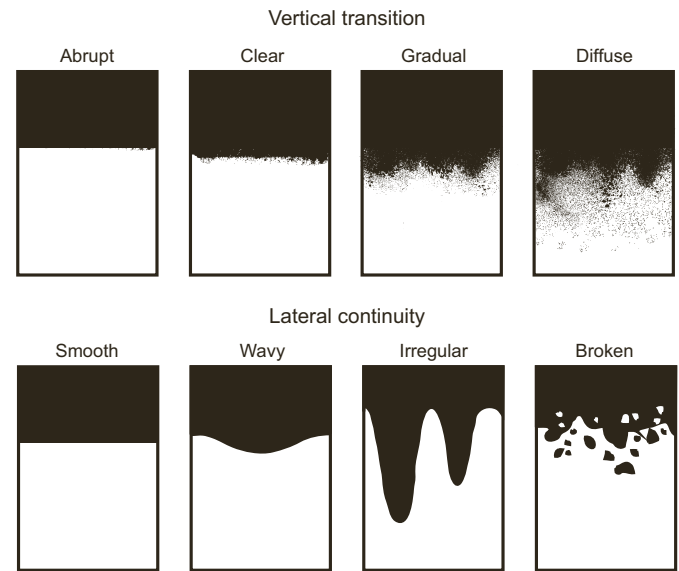 Vertical transition
Abrupt
Clear
Gradual
Diffuse
Lateral continuity
Smooth
Wavy
Irregular
Broken